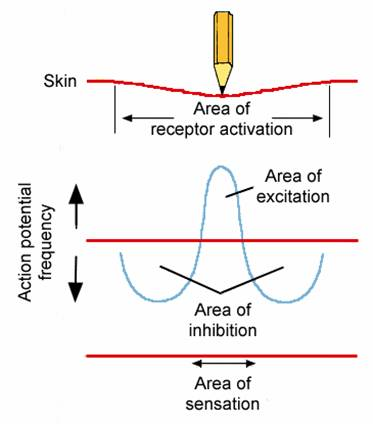 Skin
Area of
receptor activation
Area of
excitation
Action potential
frequency
Area of
inhibition
Area of
sensation